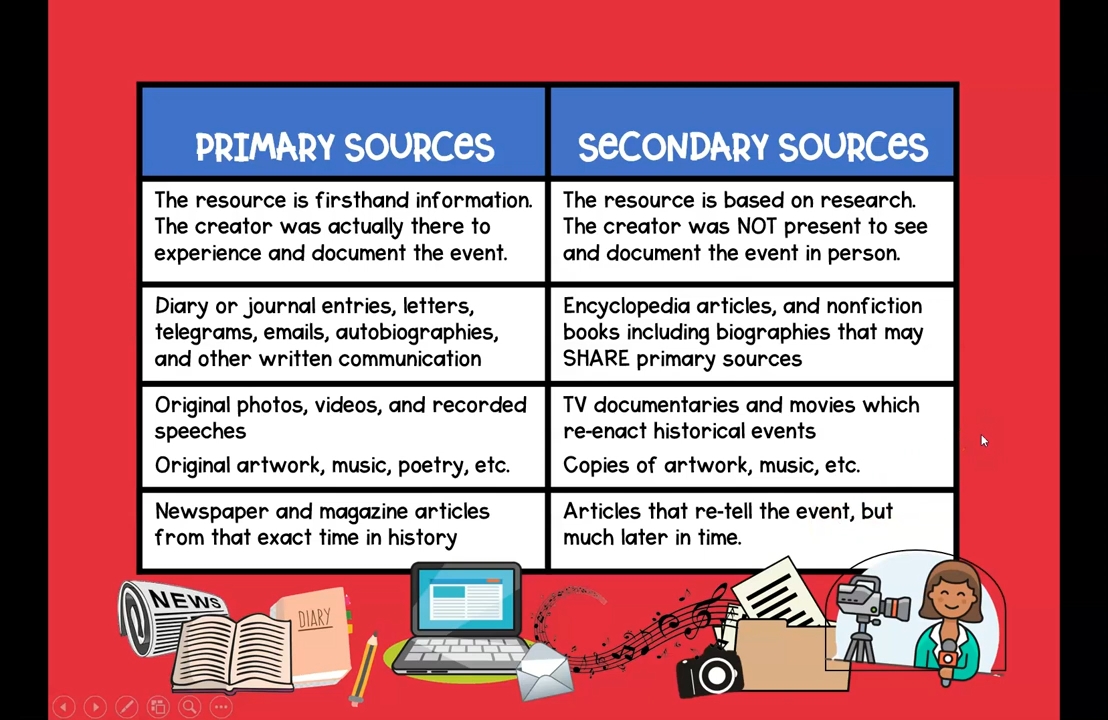 PRIMARY SOURCES
SECONDARY SOURCES
The resource is firsthand information.
The creator was actually there to
experience and document the event.
The resource is based on research.
The creator was NOT present to see
and document the event in person.
Diary or journal entries, letters,
telegrams, emails, autobiographies,
and other written communication
Encyclopedia articles, and nonfiction
books including biographies that may
SHARE primary sources
Original photos, videos, and recorded
speeches
Original artwork, music, poetry, etc.
TV documentaries and movies which
re-enact historical events
Copies of artwork, music, etc.
Newspaper and magazine articles
from that exact time in history
Articles that re-tell the event, but
much later in time.
NEWS
DIARY